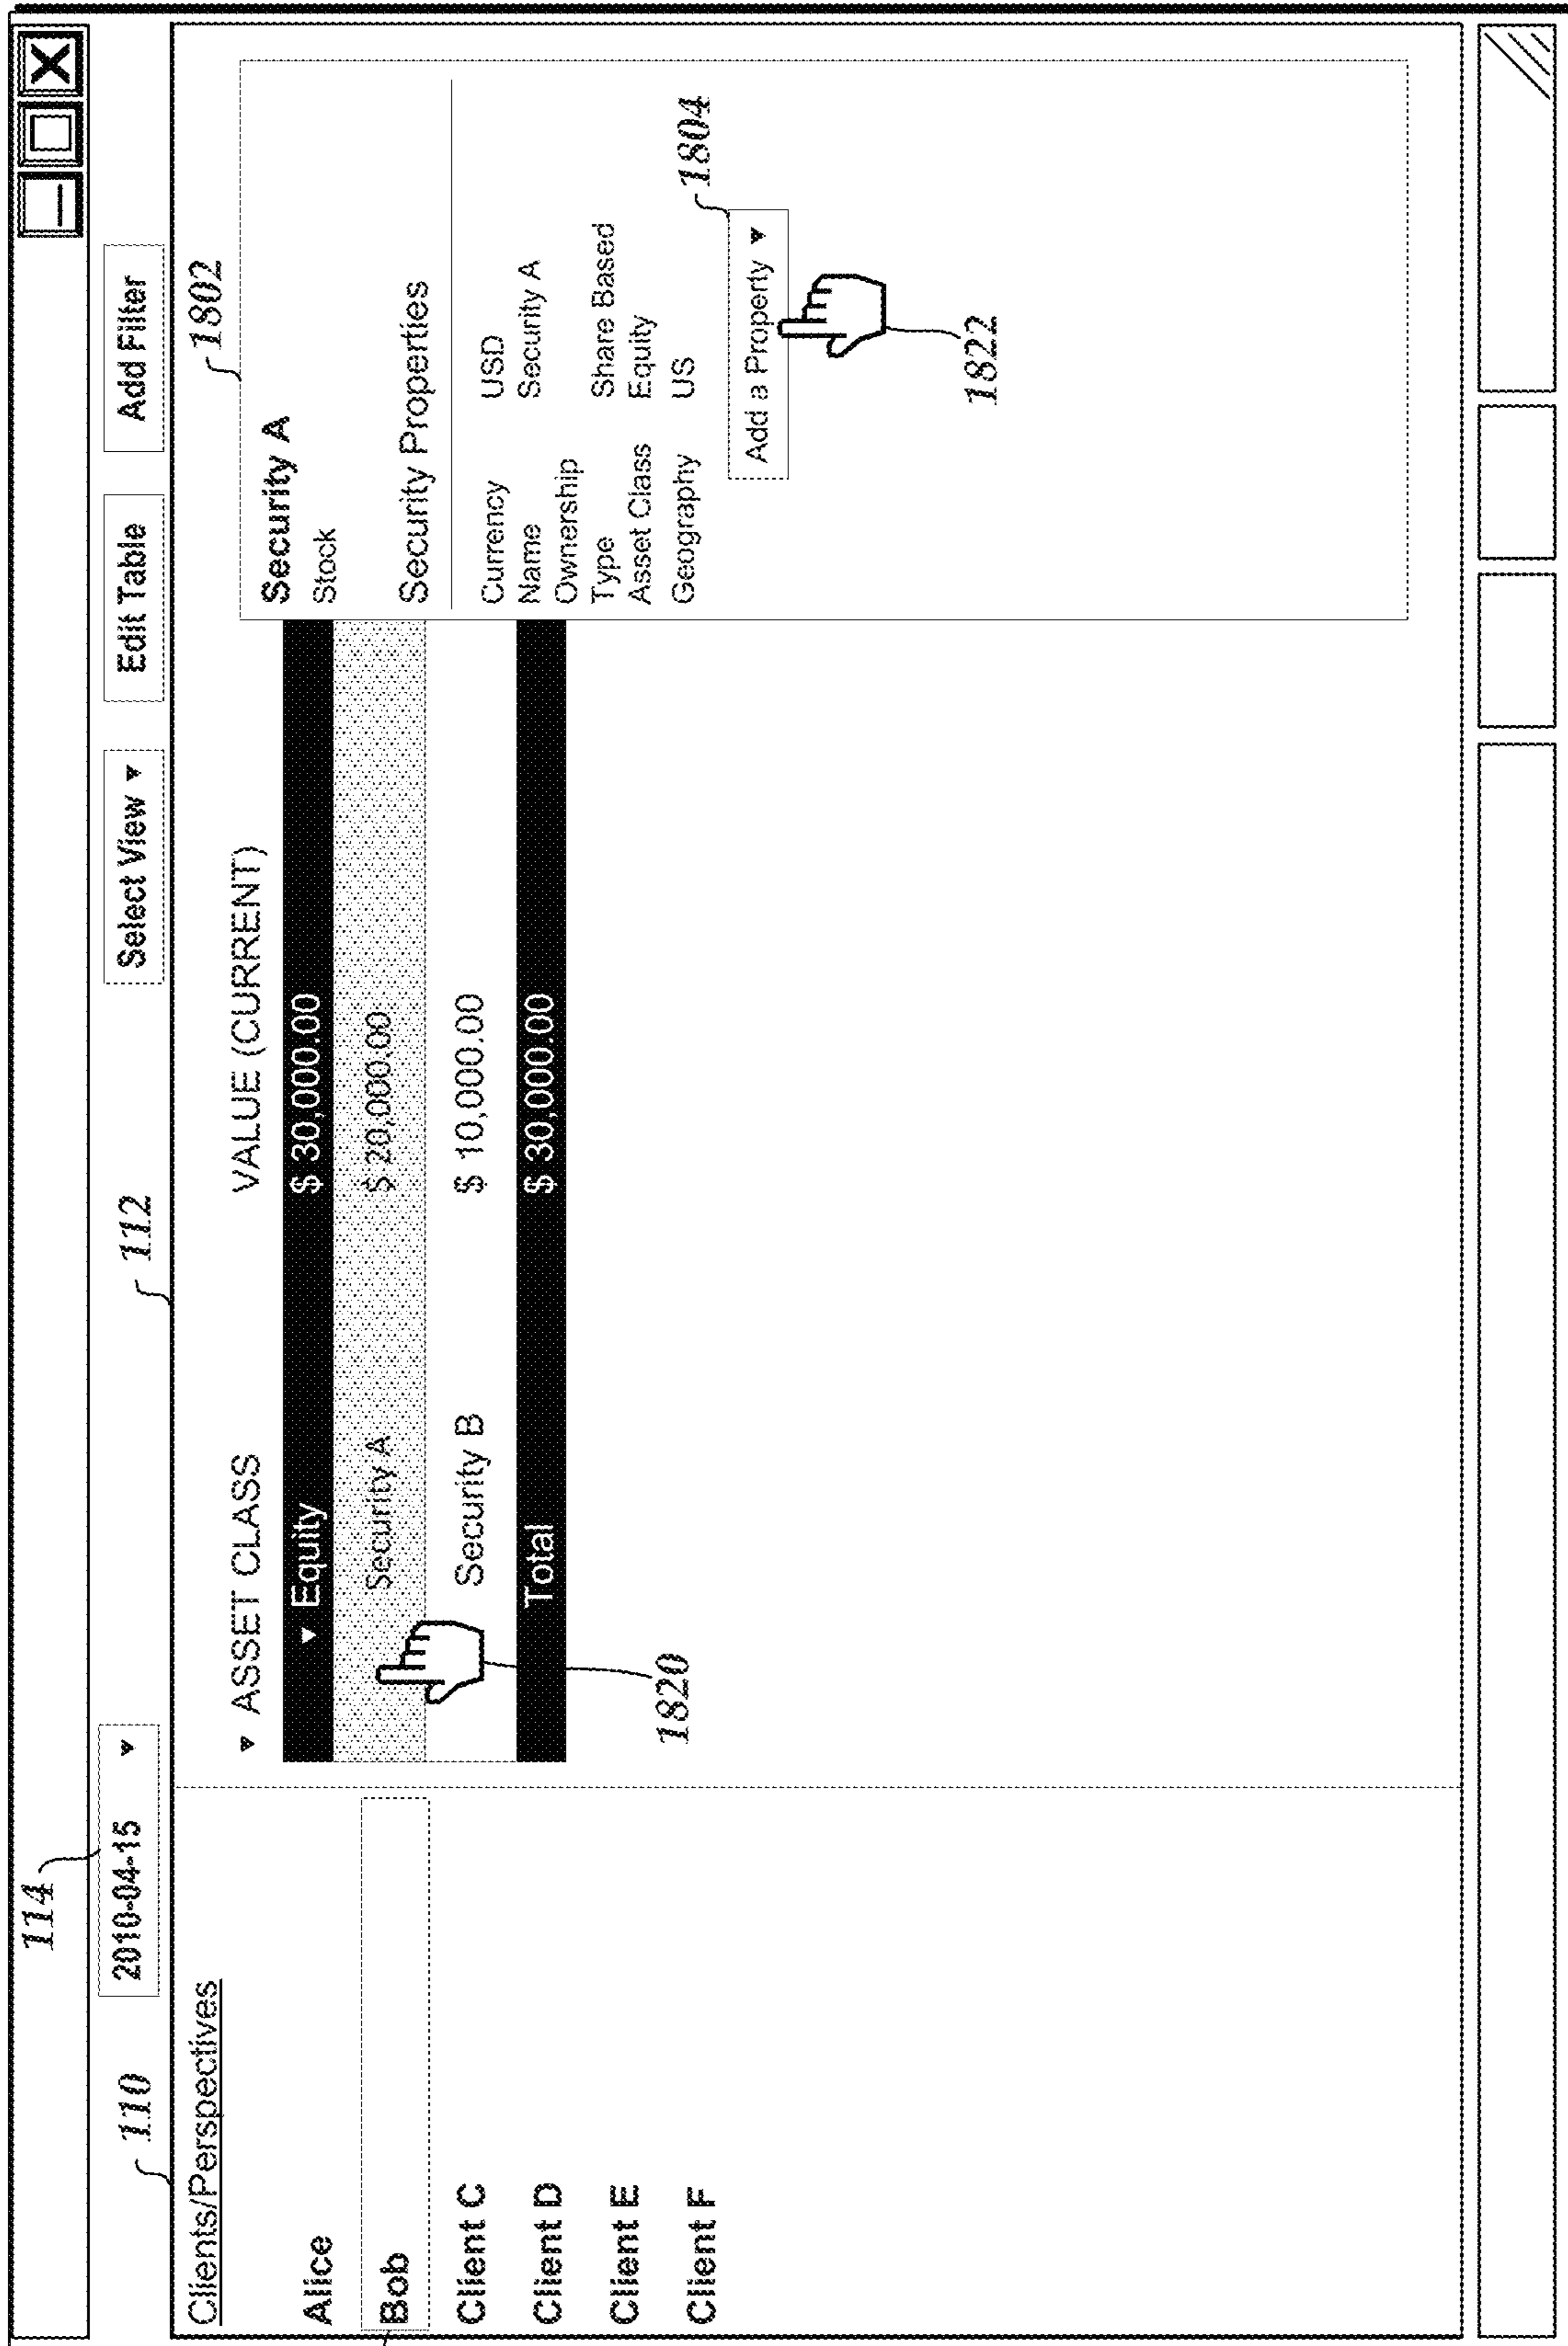 114
2010-04-15 ▼
Select View ▼
Edit Table
Add Filter
110
112
1802
Clients/Perspectives
Alice
Bob
Client C
Client D
Client E
Client F
▼ ASSET CLASS
VALUE (CURRENT)
▼ Equity $ 30,000.00
Security A $ 20,000.00
Security B $ 10,000.00
Total $ 30,000.00
1820
Security A
Stock
Security Properties
Currency USD
Name Security A
Ownership
Type Share Based
Asset Class Equity
Geography US
1804
Add a Property ▼
1822